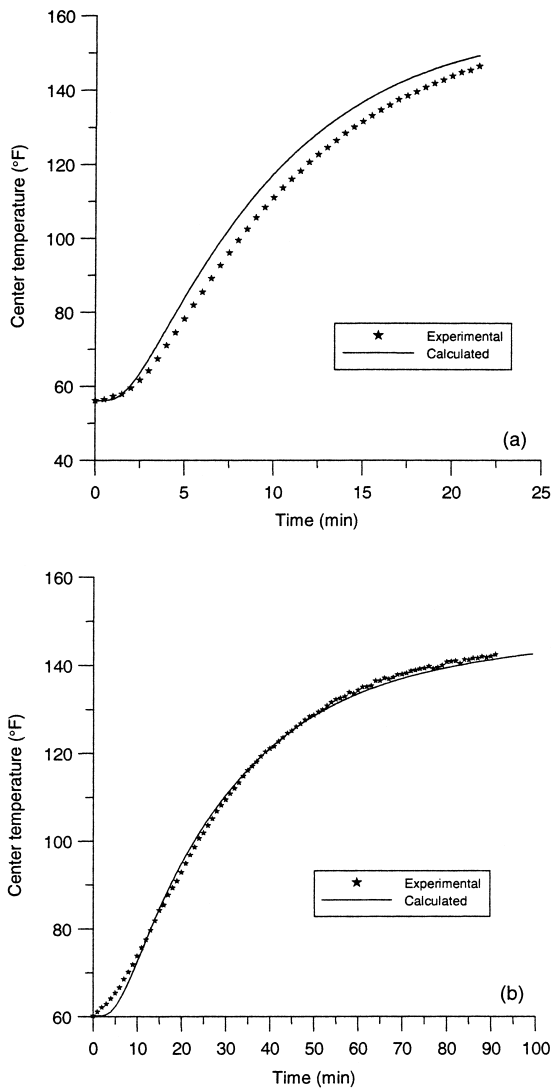 160
140
120
100
80
60
40
Center temperature (°F)
Experimental
Calculated
(a)
0 5 10 15 20 25
Time (min)
160
140
120
100
80
60
Center temperature (°F)
Experimental
Calculated
(b)
0 10 20 30 40 50 60 70 80 90 100
Time (min)